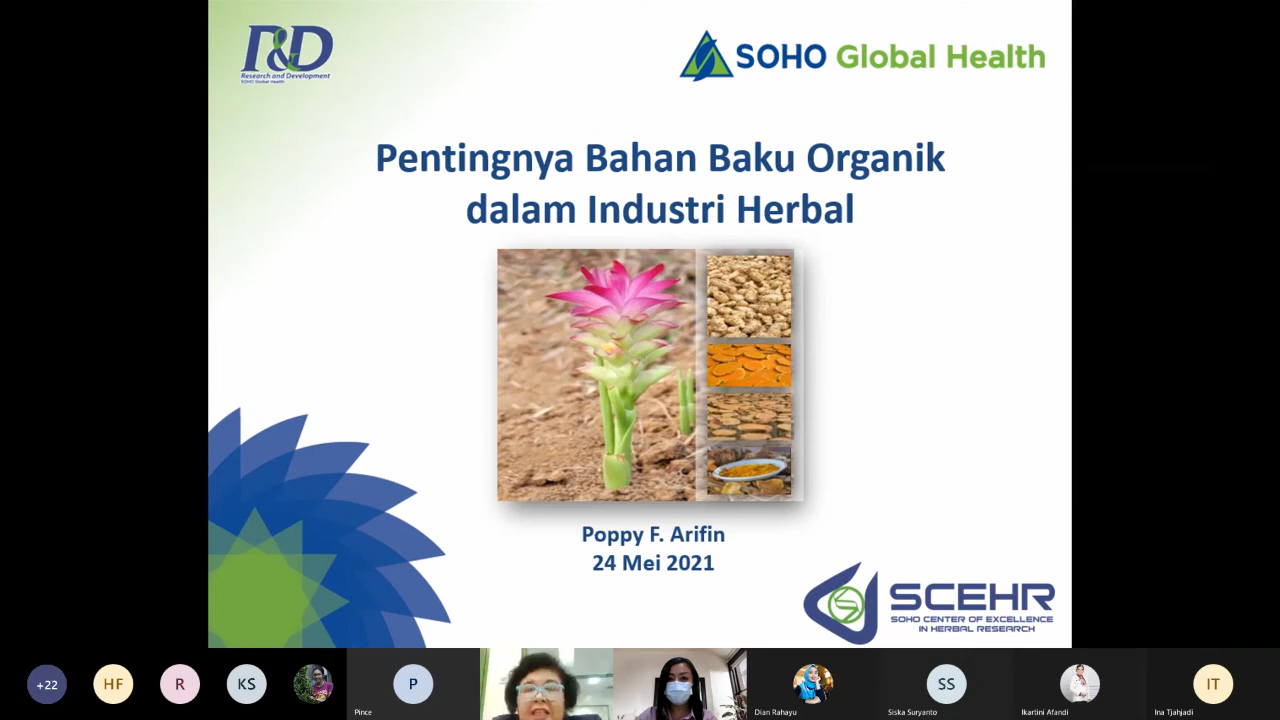 R&D
Research and Development
SOHO Global Health
SOHO Global Health
Pentingnya Bahan Baku Organik
dalam Industri Herbal
Poppy F. Arifin
24 Mei 2021
SCEHR
SOHO CENTER OF EXCELLENCE
IN HERBAL RESEARCH
+22
HF
R
KS
P
Pince
Dian Rahayu
SS
Siska Suryanto
Ikartini Afandi
IT
Ina Tjahjadi